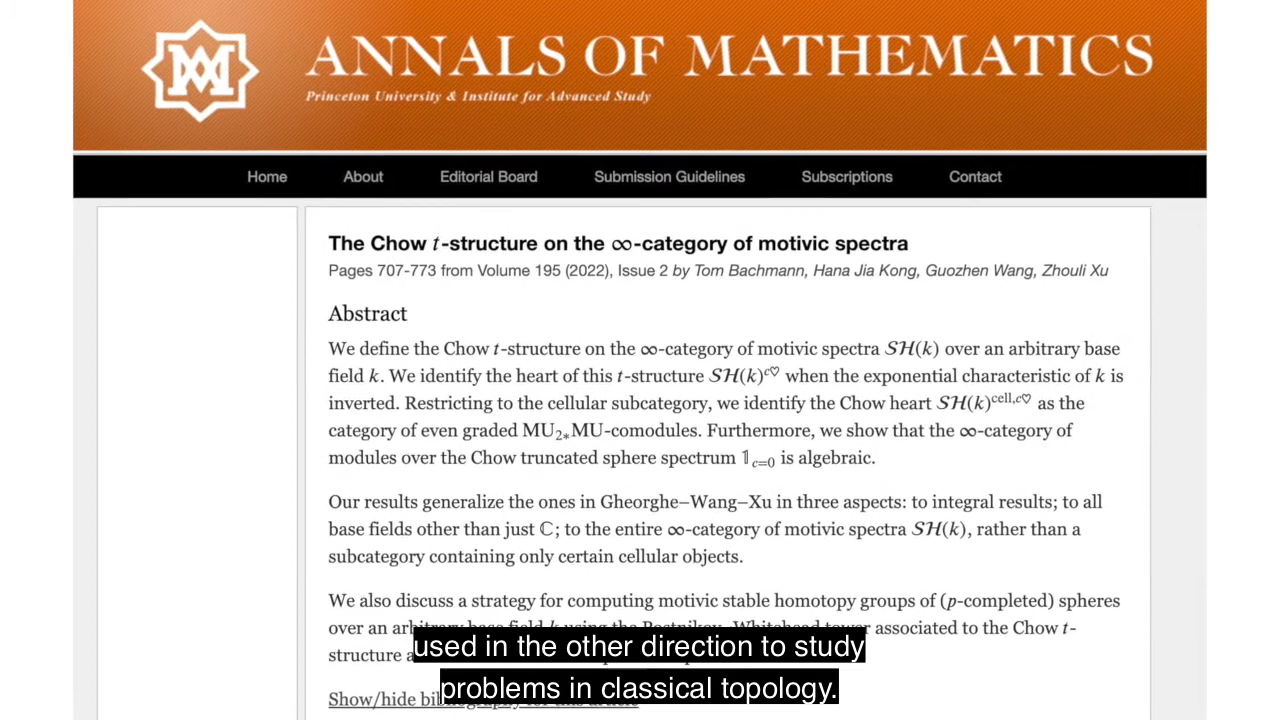 ANNALS OF MATHEMATICS
Princeton University & Institute for Advanced Study
Home About Editorial Board Submission Guidelines Subscriptions Contact
The Chow t-structure on the ∞-category of motivic spectra
Pages 707-773 from Volume 195 (2022), Issue 2 by Tom Bachmann, Hana Jia Kong, Guozhen Wang, Zhouli Xu
Abstract
We define the Chow t-structure on the ∞-category of motivic spectra 𝒮ℋ(k) over an arbitrary base
field k. We identify the heart of this t-structure 𝒮ℋ(k)^{c♡} when the exponential characteristic of k is
inverted. Restricting to the cellular subcategory, we identify the Chow heart 𝒮ℋ(k)^{cell,c♡} as the
category of even graded MU_{2*}MU-comodules. Furthermore, we show that the ∞-category of
modules over the Chow truncated sphere spectrum 𝟙_{c=0} is algebraic.
Our results generalize the ones in Gheorghe–Wang–Xu in three aspects: to integral results; to all
base fields other than just ℂ; to the entire ∞-category of motivic spectra 𝒮ℋ(k), rather than a
subcategory containing only certain cellular objects.
We also discuss a strategy for computing motivic stable homotopy groups of (p-completed) spheres
over an associated to the Chow t-
structure
used in the other direction to study
problems in classical topology.
Show/hide